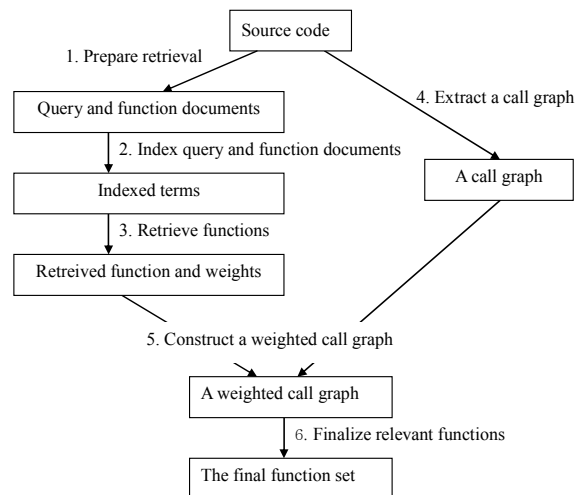 Source code
1. Prepare retrieval
4. Extract a call graph
Query and function documents
2. Index query and function documents
A call graph
Indexed terms
3. Retrieve functions
Retreived function and weights
5. Construct a weighted call graph
A weighted call graph
6. Finalize relevant functions
The final function set